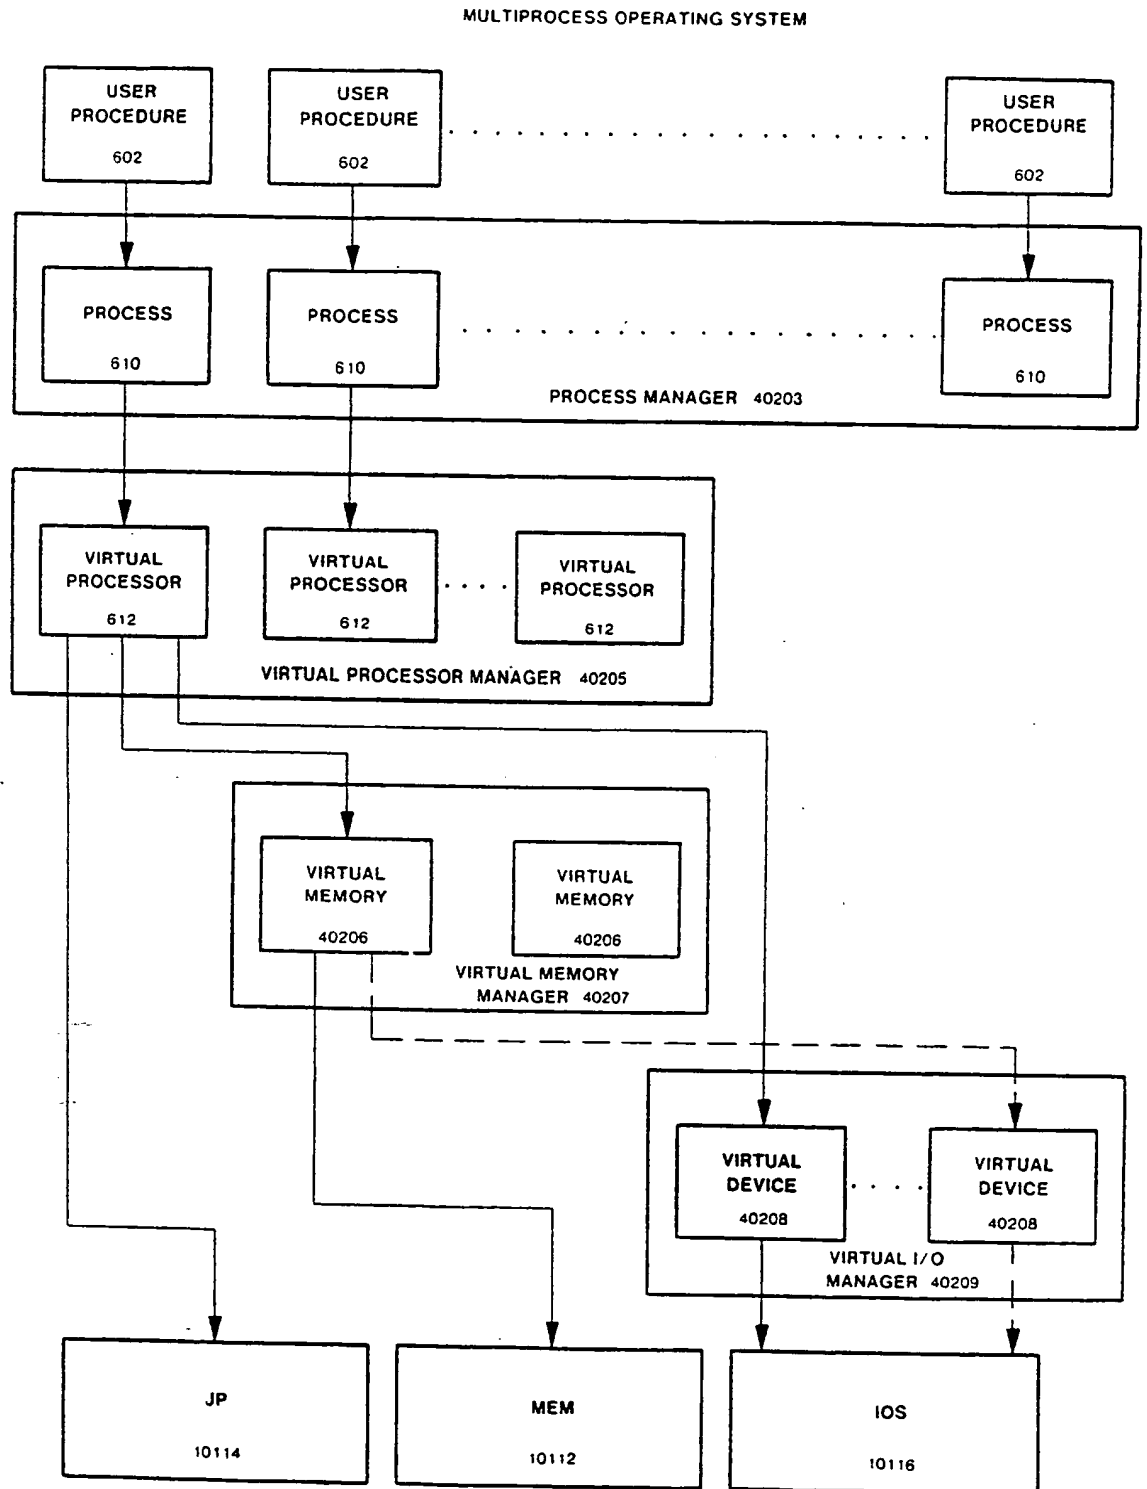 MULTIPROCESS OPERATING SYSTEM
USER
PROCEDURE
602
USER
PROCEDURE
602
USER
PROCEDURE
602
PROCESS
610
PROCESS
610
PROCESS
610
PROCESS MANAGER 40203
VIRTUAL
PROCESSOR
612
VIRTUAL
PROCESSOR
612
VIRTUAL
PROCESSOR
612
VIRTUAL PROCESSOR MANAGER 40205
VIRTUAL
MEMORY
40206
VIRTUAL
MEMORY
40206
VIRTUAL MEMORY
MANAGER 40207
VIRTUAL
DEVICE
40208
VIRTUAL
DEVICE
40208
VIRTUAL I/O
MANAGER 40209
JP
10114
MEM
10112
IOS
10116